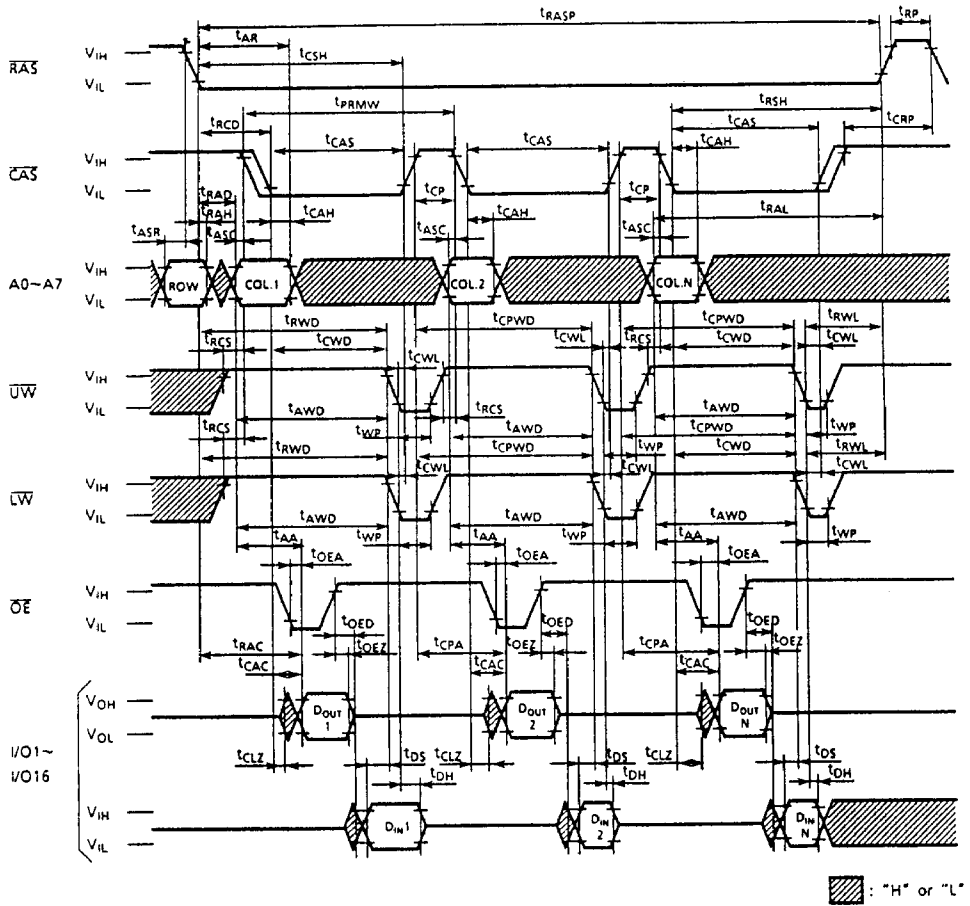 tRASP tRP
tAR
tCSH
RAS VIH
VIL
tPRMW tRSH
tRCD tCAS tCAS tCAS tCRP
tCAH
CAS VIH
VIL
tRAD tCP tCP
tRAH tCAH tCAH tRAL
tASR tASC tASC tASC
A0~A7 VIH
VIL
ROW COL.1 COL.2 COL.N
tRWD tCPWD tCPWD tRWL
tRCS tCWD tCWL tCWL tRCS tCWD tCWL
UW VIH
VIL
tAWD tRCS tAWD
tRCS tWP tAWD tCPWD tWP
tRWD tCPWD tWP tCWD tRWL
tCWL tCWL tCWL
LW VIH
VIL
tAWD tAWD tAWD
tAA tWP tAA tWP tAA tWP
tOEA tOEA tOEA
OE VIH
VIL
tOED tOED tOED
tRAC tOEZ tCPA tOEZ tCPA tOEZ
tCAC tCAC tCAC
VOH
VOL
DOUT 1 DOUT 2 DOUT N
I/O1~
I/O16
tCLZ tDS tCLZ tDS tCLZ tDS
tDH tDH tDH
VIH
VIL
DIN 1 DIN 2 DIN N
: "H" or "L"